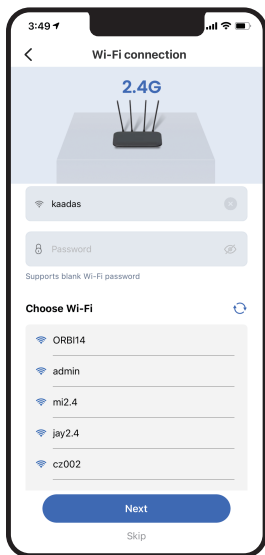 3:49
Wi-Fi connection
2.4G
kaadas
Password
Supports blank Wi-Fi password
Choose Wi-Fi
ORBI14
admin
mi2.4
jay2.4
cz002
Next
Skip